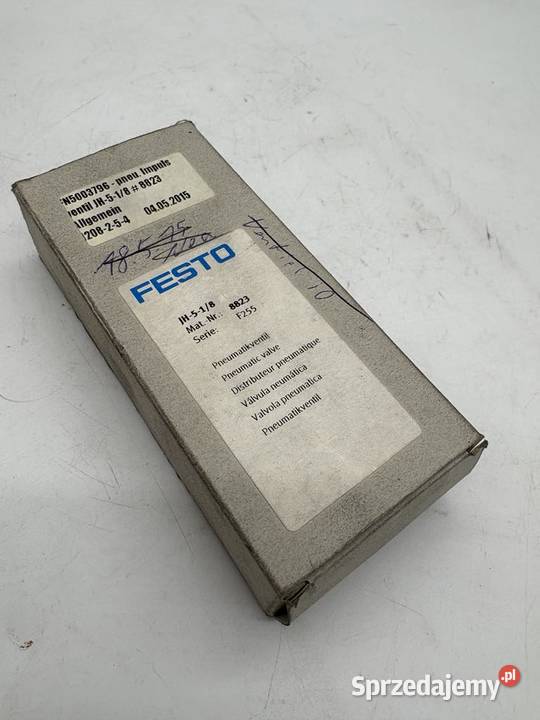 N5003796 - pneu. Impuls
ventil JH-5-1/8 # 8823
Allgemein
208-2-5-4 04.05.2015
FESTO
JH-5-1/8
Mat.-Nr.: 8823
Serie: F255
Pneumatikventil
Pneumatic valve
Distributeur pneumatique
Válvula neumática
Valvola pneumatica
Pneumatikventil
Sprzedajemy.pl